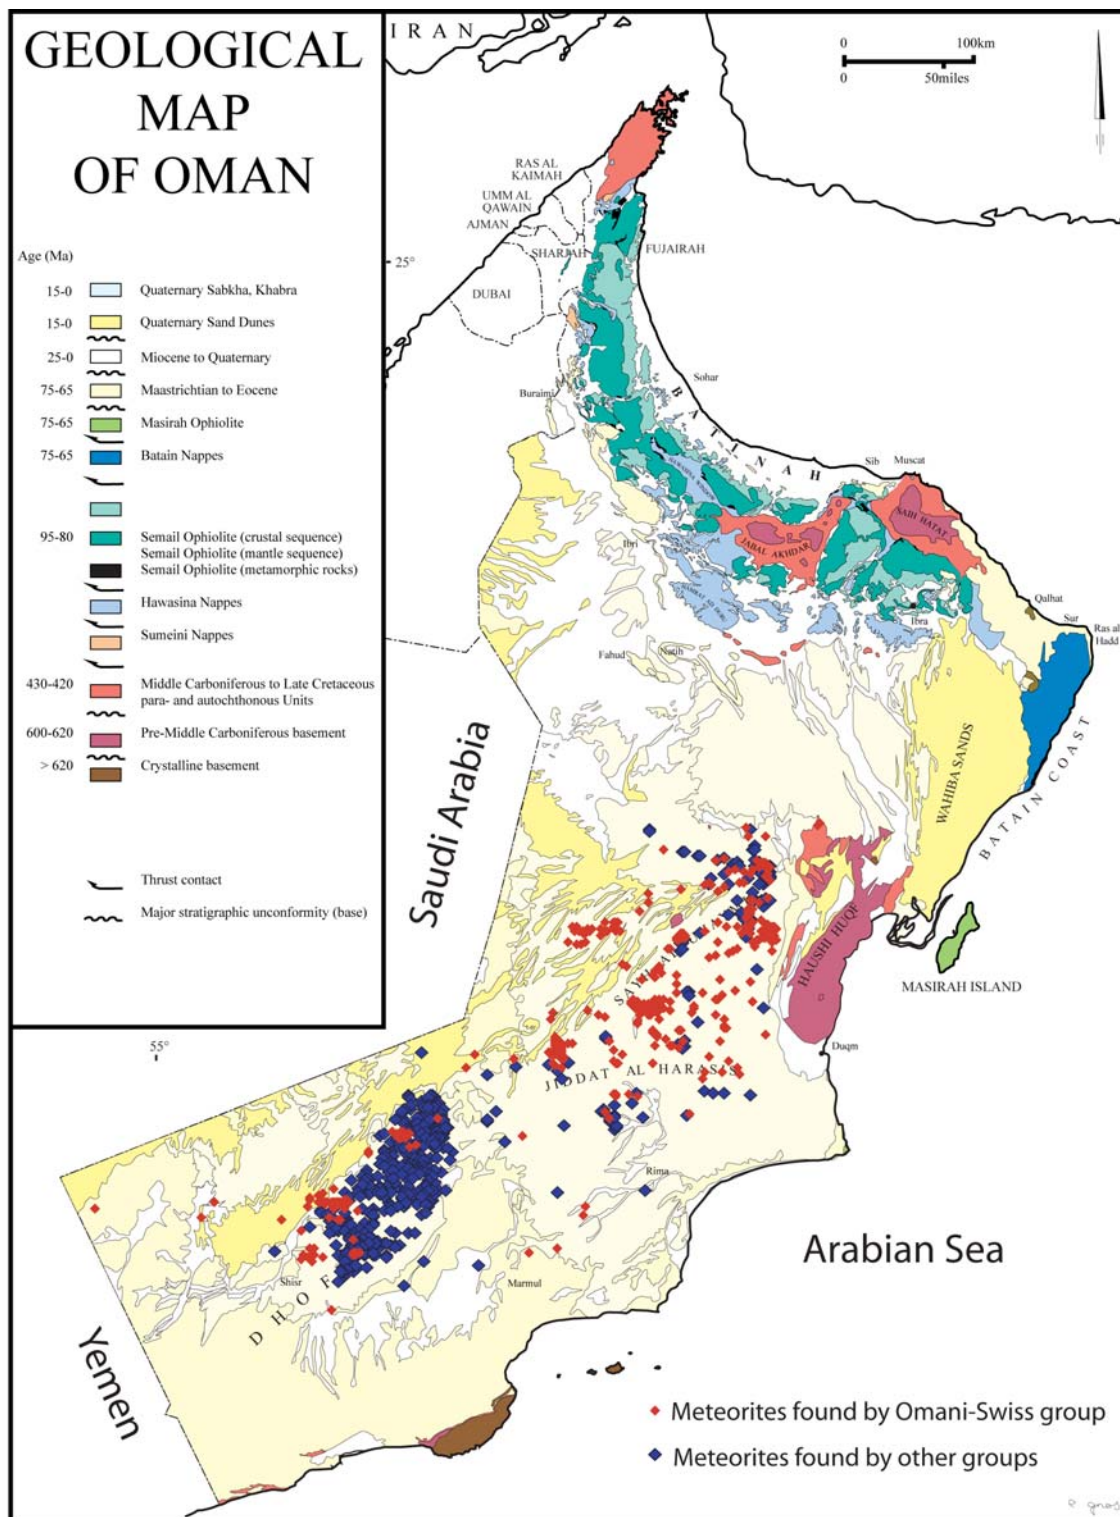 GEOLOGICAL
MAP
OF OMAN
Age (Ma)
15-0 Quaternary Sabkha, Khabra
15-0 Quaternary Sand Dunes
25-0 Miocene to Quaternary
75-65 Maastrichtian to Eocene
75-65 Masirah Ophiolite
75-65 Batain Nappes
95-80 Semail Ophiolite (crustal sequence)
Semail Ophiolite (mantle sequence)
Semail Ophiolite (metamorphic rocks)
Hawasina Nappes
Sumeini Nappes
430-420 Middle Carboniferous to Late Cretaceous
para- and autochthonous Units
600-620 Pre-Middle Carboniferous basement
> 620 Crystalline basement
Thrust contact
Major stratigraphic unconformity (base)
IRAN
0 100km
0 50miles
RAS AL
KAIMAH
UMM AL
QAWAIN
AJMAN
SHARJAH
FUJAIRAH
25°
DUBAI
Sohar
Buraimi
BATINAH
Sib
Muscat
SAIH HATAT
JABAL AKHDAR
Ibri
Qalhat
Sur
Ras al
Hadd
Ibra
Fahud
Natih
WAHIBA SANDS
BATAIN COAST
Saudi Arabia
HAUSHI HUQF
MASIRAH ISLAND
Duqm
55°
JIDDAT AL HARASIS
Rima
Arabian Sea
Shisr
Marmul
Yemen
Meteorites found by Omani-Swiss group
Meteorites found by other groups